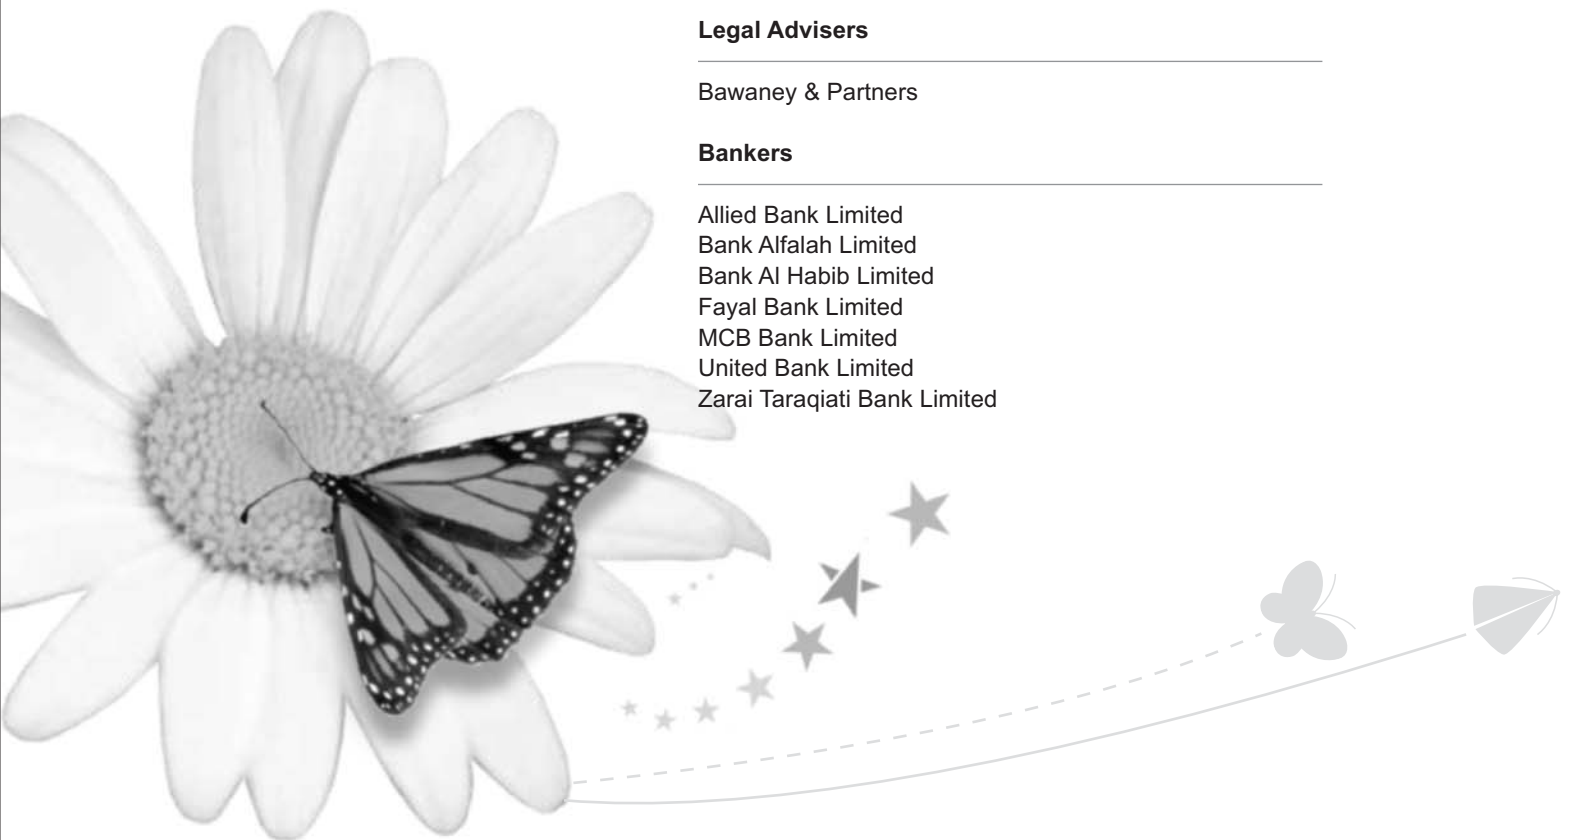 Legal Advisers
Bawaney & Partners
Bankers
Allied Bank Limited
Bank Alfalah Limited
Bank Al Habib Limited
Fayal Bank Limited
MCB Bank Limited
United Bank Limited
Zarai Taraqiati Bank Limited